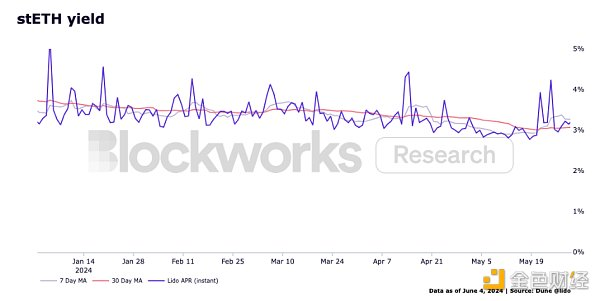 stETH yield
5%
4%
3%
2%
1%
0%
Blockworks Research
Jan 14 Jan 28 Feb 11 Feb 25 Mar 10 Mar 24 Apr 7 Apr 21 May 5 May 19
2024
7 Day MA 30 Day MA Lido APR (instant)
Data as of June 4, 2024 | Source: Dune @lido
金色财经